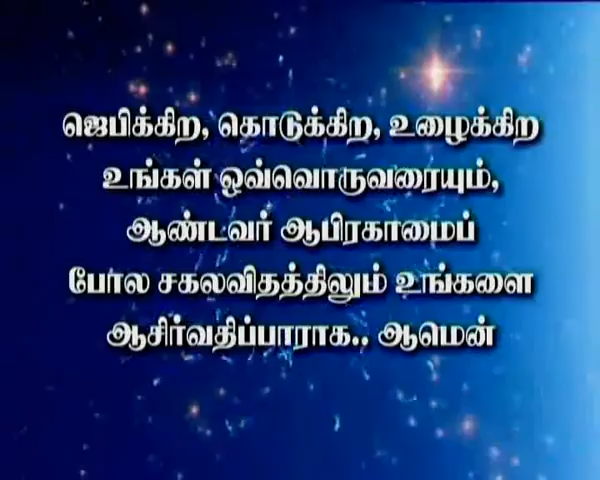 ஜெபிக்கிற, கொடுக்கிற, உழைக்கிற
உங்கள் ஒவ்வொருவரையும்,
ஆண்டவர் ஆபிரகாமைப்
போல சகலவிதத்திலும் உங்களை
ஆசிர்வதிப்பாராக.. ஆமென்